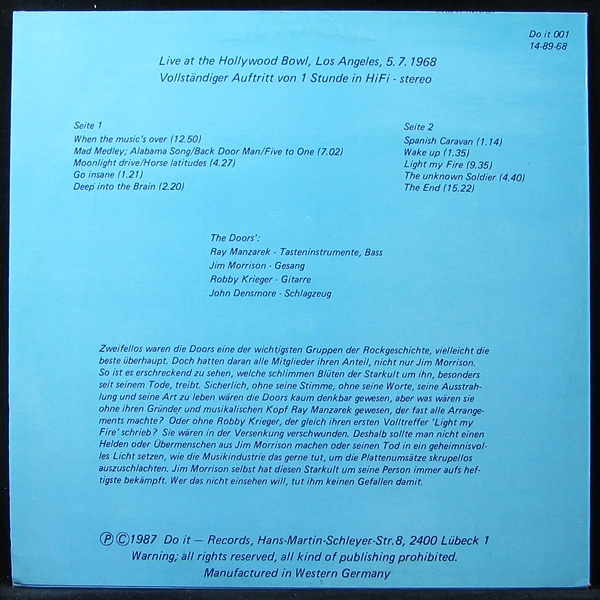 Do it 001
14-89-68
Live at the Hollywood Bowl, Los Angeles, 5.7.1968
Vollständiger Auftritt von 1 Stunde in HiFi - stereo
Seite 1
When the music's over (12.50)
Mad Medley; Alabama Song/Back Door Man/Five to One (7.02)
Moonlight drive/Horse latitudes (4.27)
Go insane (1.21)
Deep into the Brain (2.20)
Seite 2
Spanish Caravan (1.14)
Wake up (1.35)
Light my Fire (9.35)
The unknown Soldier (4.40)
The End (15.22)
The Doors':
Ray Manzarek - Tasteninstrumente, Bass
Jim Morrison - Gesang
Robby Krieger - Gitarre
John Densmore - Schlagzeug
Zweifellos waren die Doors eine der wichtigsten Gruppen der Rockgeschichte, vielleicht die
beste überhaupt. Doch hatten daran alle Mitglieder ihren Anteil, nicht nur Jim Morrison.
So ist es erschreckend zu sehen, welche schlimmen Blüten der Starkult um ihn, besonders
seit seinem Tode, treibt. Sicherlich, ohne seine Stimme, ohne seine Worte, seine Ausstrah-
lung und seine Art zu leben wären die Doors kaum denkbar gewesen, aber was wären sie
ohne ihren Gründer und musikalischen Kopf Ray Manzarek gewesen, der fast alle Arrange-
ments machte? Oder ohne Robby Krieger, der gleich ihren ersten Volltreffer 'Light my
Fire' schrieb? Sie wären in der Versenkung verschwunden. Deshalb sollte man nicht einen
Helden oder Übermenschen aus Jim Morrison machen oder seinen Tod in ein geheimnisvol-
les Licht setzen, wie die Musikindustrie das gerne tut, um die Plattenumsätze skrupellos
auszuschlachten. Jim Morrison selbst hat diesen Starkult um seine Person immer aufs hef-
tigste bekämpft. Wer das nicht einsehen will, tut ihm keinen Gefallen damit.
Ⓟ©1987 Do it — Records, Hans-Martin-Schleyer-Str.8, 2400 Lübeck 1
Warning; all rights reserved, all kind of publishing prohibited.
Manufactured in Western Germany